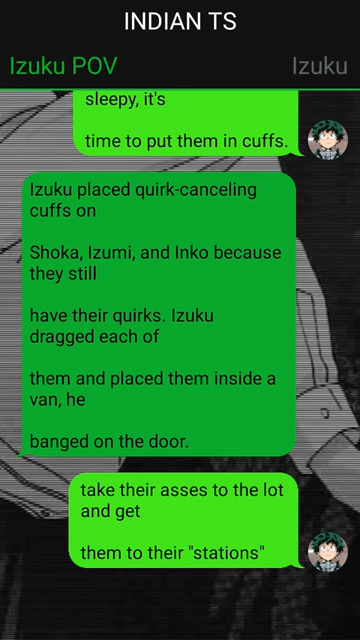 INDIAN TS
Izuku POV Izuku
sleepy, it's
time to put them in cuffs.
Izuku placed quirk-canceling
cuffs on
Shoka, Izumi, and Inko because
they still
have their quirks. Izuku
dragged each of
them and placed them inside a
van, he
banged on the door.
take their asses to the lot
and get
them to their "stations"